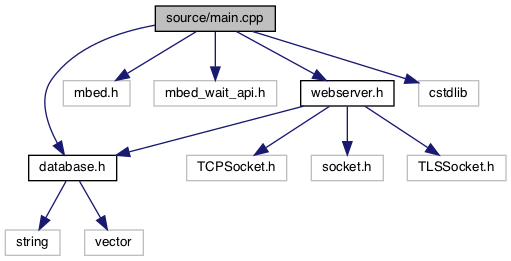 source/main.cpp
mbed.h
mbed_wait_api.h
webserver.h
cstdlib
database.h
TCPSocket.h
socket.h
TLSSocket.h
string
vector